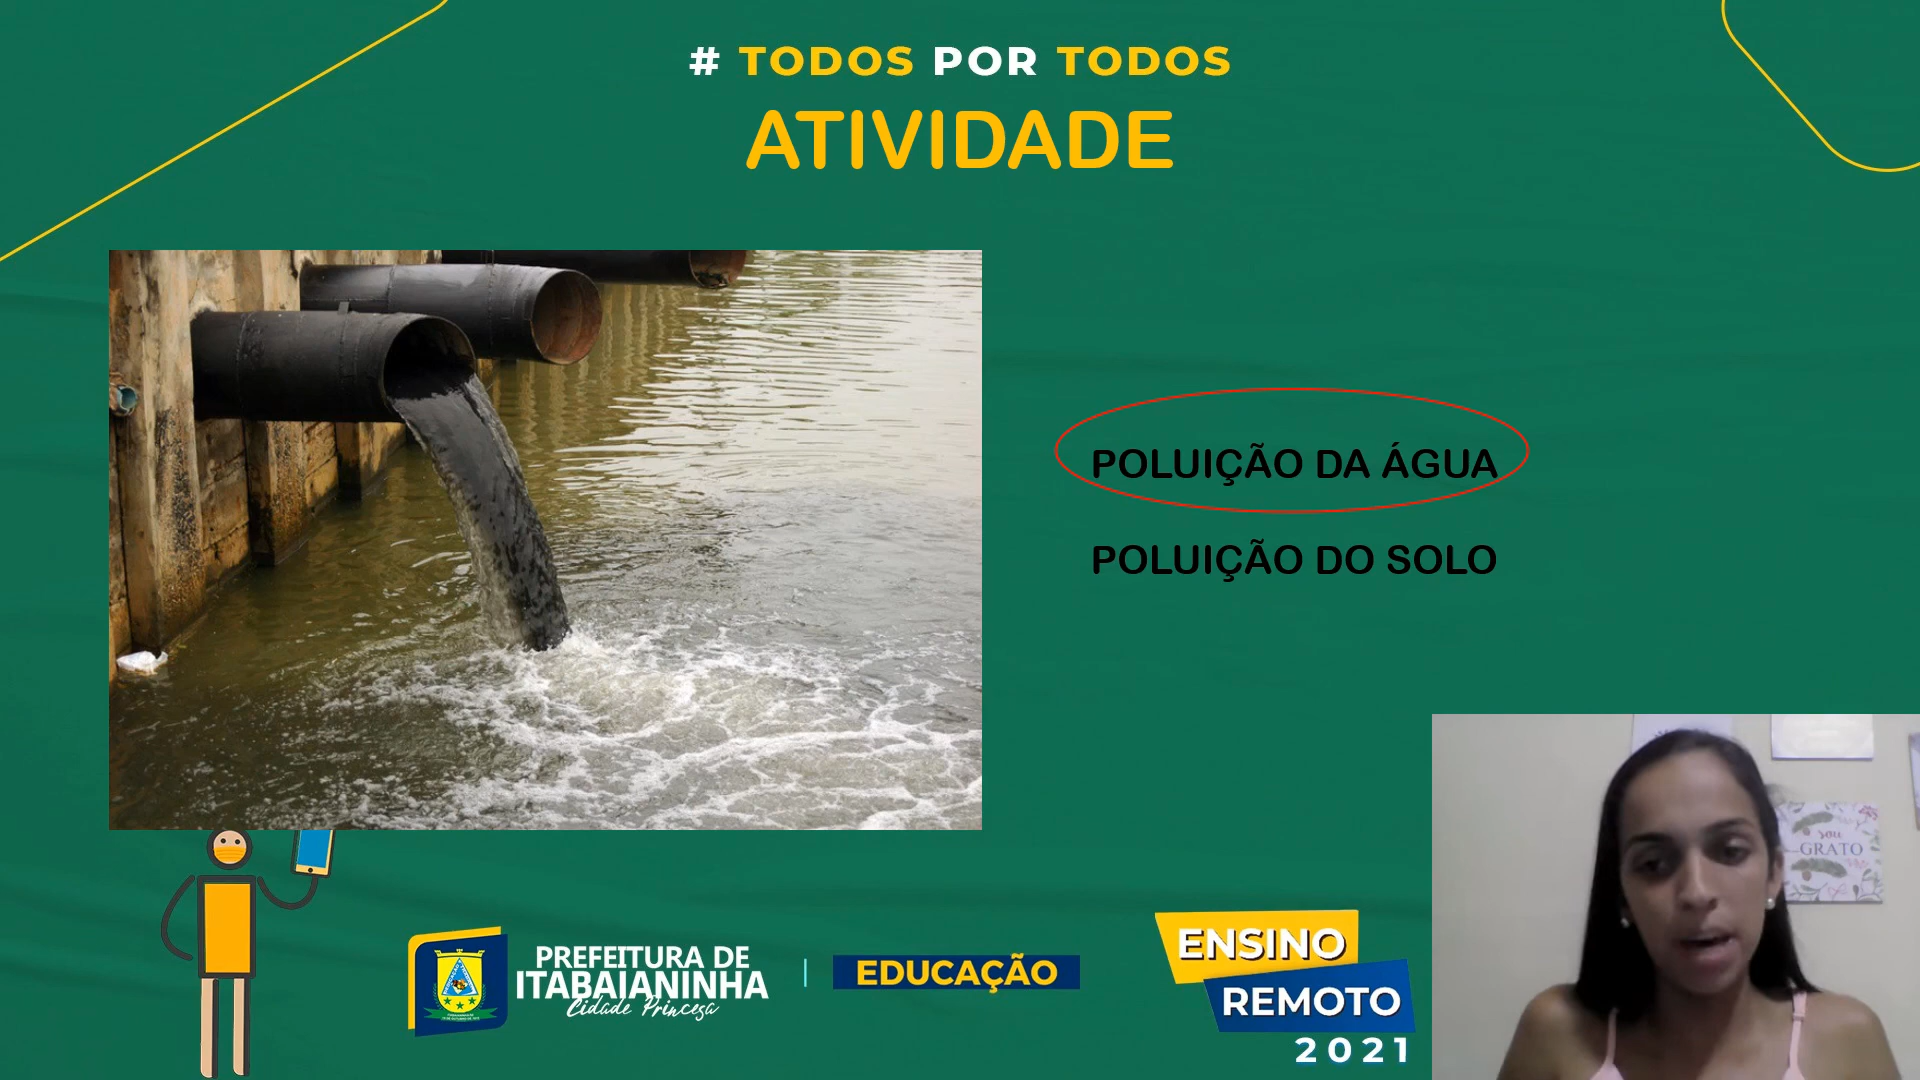 # TODOS POR TODOS
ATIVIDADE
POLUIÇÃO DA ÁGUA
POLUIÇÃO DO SOLO
SOU
GRATO
PREFEITURA DE
ITABAIANINHA
Cidade Princesa
EDUCAÇÃO
ENSINO
REMOTO
2021